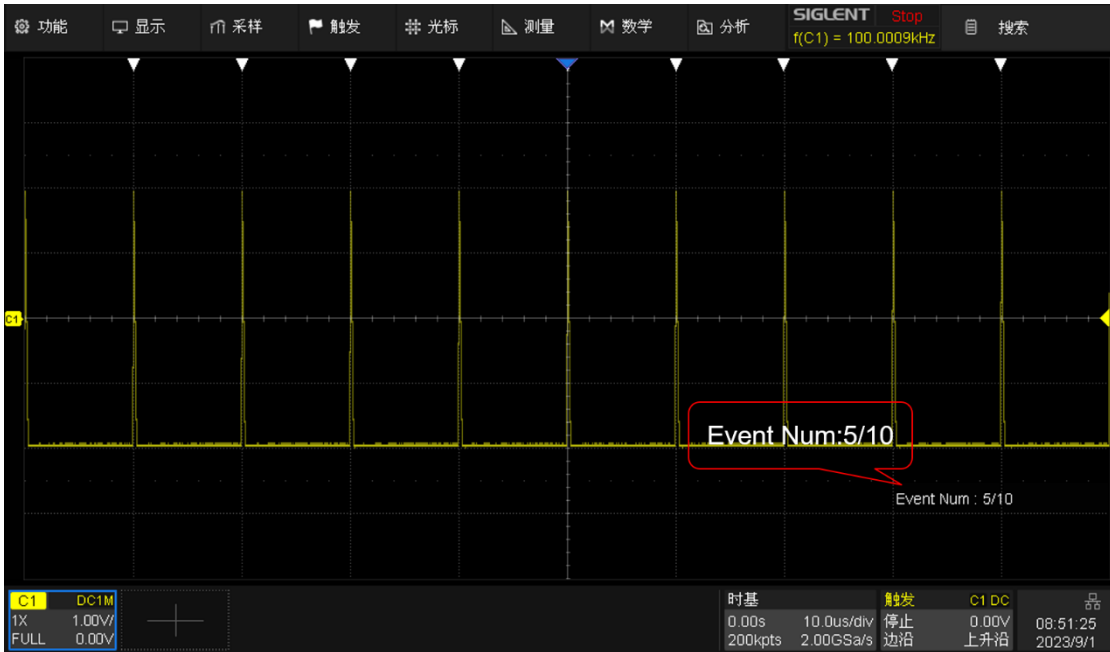 功能 显示 采样 触发 光标 测量 数学 分析 SIGLENT Stop 搜索
f(C1) = 100.0009kHz
C1
Event Num:5/10
Event Num : 5/10
C1 DC1M
1X 1.00V/
FULL 0.00V
时基
0.00s 10.0us/div
200kpts 2.00GSa/s
触发 C1 DC
停止 0.00V
边沿 上升沿
08:51:25
2023/9/1